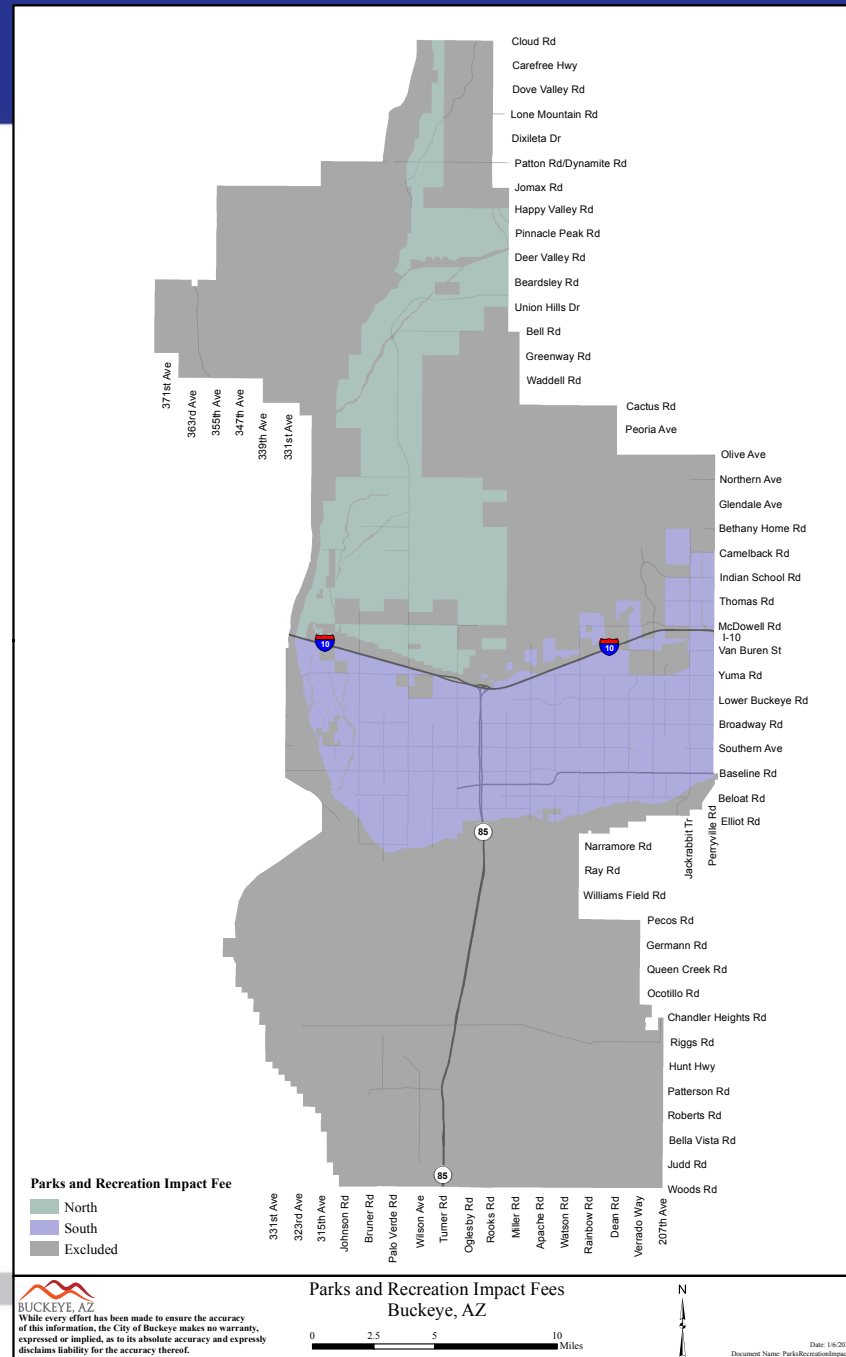 Cloud Rd
Carefree Hwy
Dove Valley Rd
Lone Mountain Rd
Dixileta Dr
Patton Rd/Dynamite Rd
Jomax Rd
Happy Valley Rd
Pinnacle Peak Rd
Deer Valley Rd
Beardsley Rd
Union Hills Dr
Bell Rd
Greenway Rd
Waddell Rd
371st Ave
363rd Ave
355th Ave
347th Ave
339th Ave
331st Ave
Cactus Rd
Peoria Ave
Olive Ave
Northern Ave
Glendale Ave
Bethany Home Rd
Camelback Rd
Indian School Rd
Thomas Rd
McDowell Rd
I-10
10
10
Van Buren St
Yuma Rd
Lower Buckeye Rd
Broadway Rd
Southern Ave
Baseline Rd
Beloat Rd
Elliot Rd
Jackrabbit Tr
Perryville Rd
85
Narramore Rd
Ray Rd
Williams Field Rd
Pecos Rd
Germann Rd
Queen Creek Rd
Ocotillo Rd
Chandler Heights Rd
Riggs Rd
Hunt Hwy
Patterson Rd
Roberts Rd
Bella Vista Rd
Judd Rd
Woods Rd
85
Parks and Recreation Impact Fee
North
South
Excluded
331st Ave
323rd Ave
315th Ave
Johnson Rd
Bruner Rd
Palo Verde Rd
Wilson Ave
Turner Rd
Oglesby Rd
Rooks Rd
Miller Rd
Apache Rd
Watson Rd
Rainbow Rd
Dean Rd
Verrado Way
207th Ave
BUCKEYE, AZ
While every effort has been made to ensure the accuracy
of this information, the City of Buckeye makes no warranty,
expressed or implied, as to its absolute accuracy and expressly
disclaims liability for the accuracy thereof.
Parks and Recreation Impact Fees
Buckeye, AZ
0 2.5 5 10
Miles
N
Date: 1/6/202
Document Name: ParksRecreationImpac